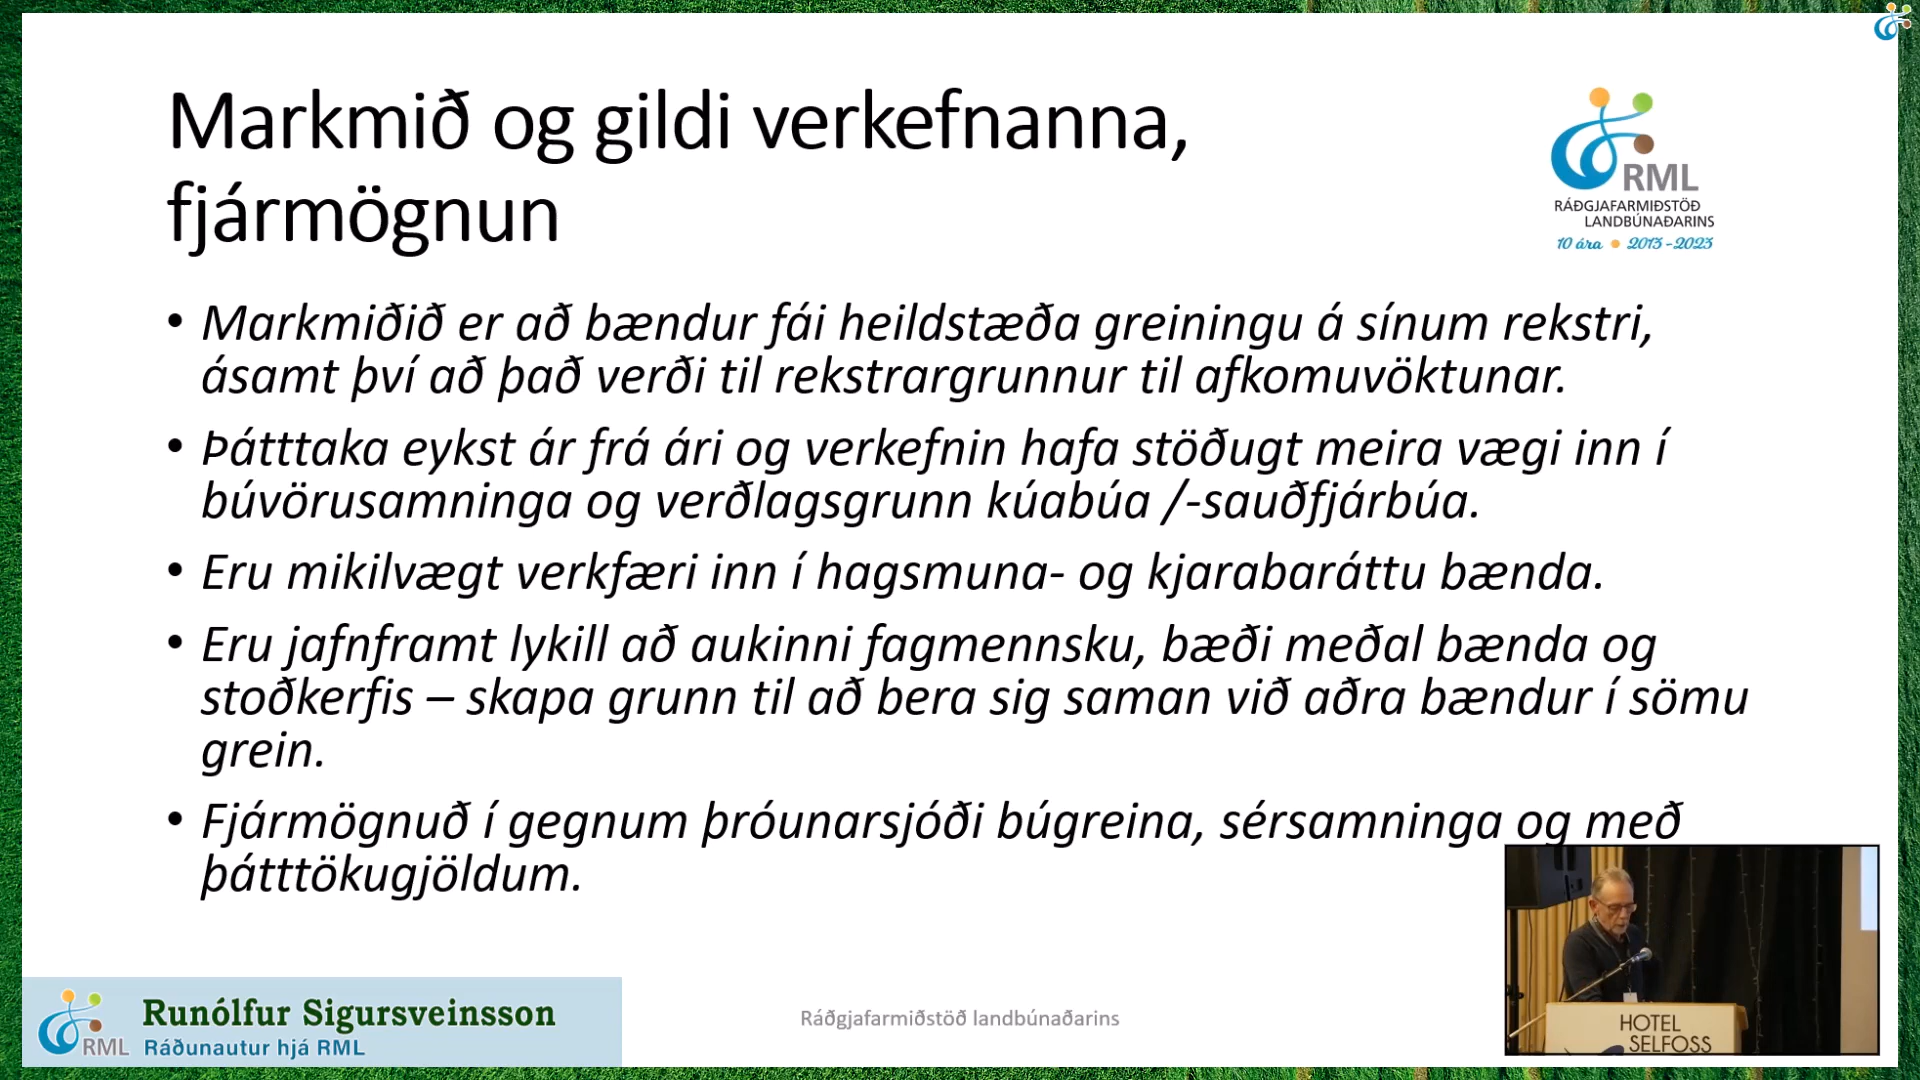 Markmið og gildi verkefnanna,
fjármögnun
RML
RÁÐGJAFARMIÐSTÖÐ
LANDBÚNAÐARINS
10 ára • 2013-2023
• Markmiðið er að bændur fái heildstæða greiningu á sínum rekstri,
ásamt því að það verði til rekstrargrunnur til afkomuvöktunar.
• Þátttaka eykst ár frá ári og verkefnin hafa stöðugt meira vægi inn í
búvörusamninga og verðlagsgrunn kúabúa /-sauðfjárbúa.
• Eru mikilvægt verkfæri inn í hagsmuna- og kjarabaráttu bænda.
• Eru jafnframt lykill að aukinni fagmennsku, bæði meðal bænda og
stoðkerfis – skapa grunn til að bera sig saman við aðra bændur í sömu
grein.
• Fjármögnuð í gegnum þróunarsjóði búgreina, sérsamninga og með
þátttökugjöldum.
RML
Runólfur Sigursveinsson
Ráðunautur hjá RML
Ráðgjafarmiðstöð landbúnaðarins
HOTEL
SELFOSS